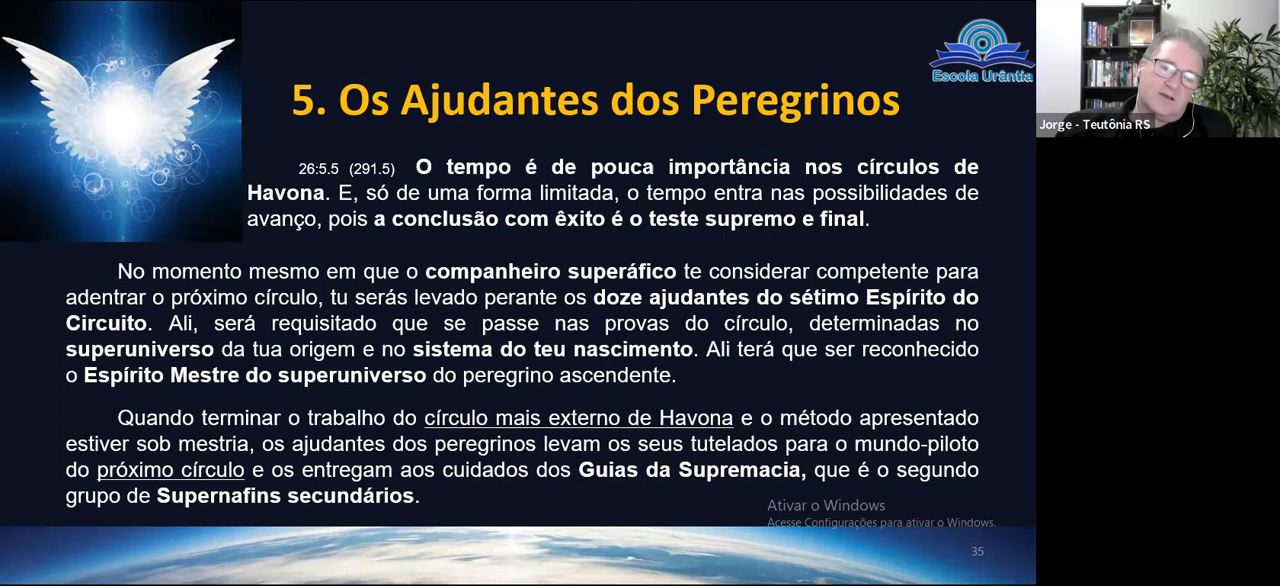 Escola Urântia
5. Os Ajudantes dos Peregrinos
Jorge - Teutônia RS
26:5.5 (291.5) O tempo é de pouca importância nos círculos de
Havona. E, só de uma forma limitada, o tempo entra nas possibilidades de
avanço, pois a conclusão com êxito é o teste supremo e final.
No momento mesmo em que o companheiro superáfico te considerar competente para
adentrar o próximo círculo, tu serás levado perante os doze ajudantes do sétimo Espírito do
Circuito. Ali, será requisitado que se passe nas provas do círculo, determinadas no
superuniverso da tua origem e no sistema do teu nascimento. Ali terá que ser reconhecido
o Espírito Mestre do superuniverso do peregrino ascendente.
Quando terminar o trabalho do círculo mais externo de Havona e o método apresentado
estiver sob mestria, os ajudantes dos peregrinos levam os seus tutelados para o mundo-piloto
do próximo círculo e os entregam aos cuidados dos Guias da Supremacia, que é o segundo
grupo de Supernafins secundários.
Ativar o Windows
Acesse Configurações para ativar o Windows.
35